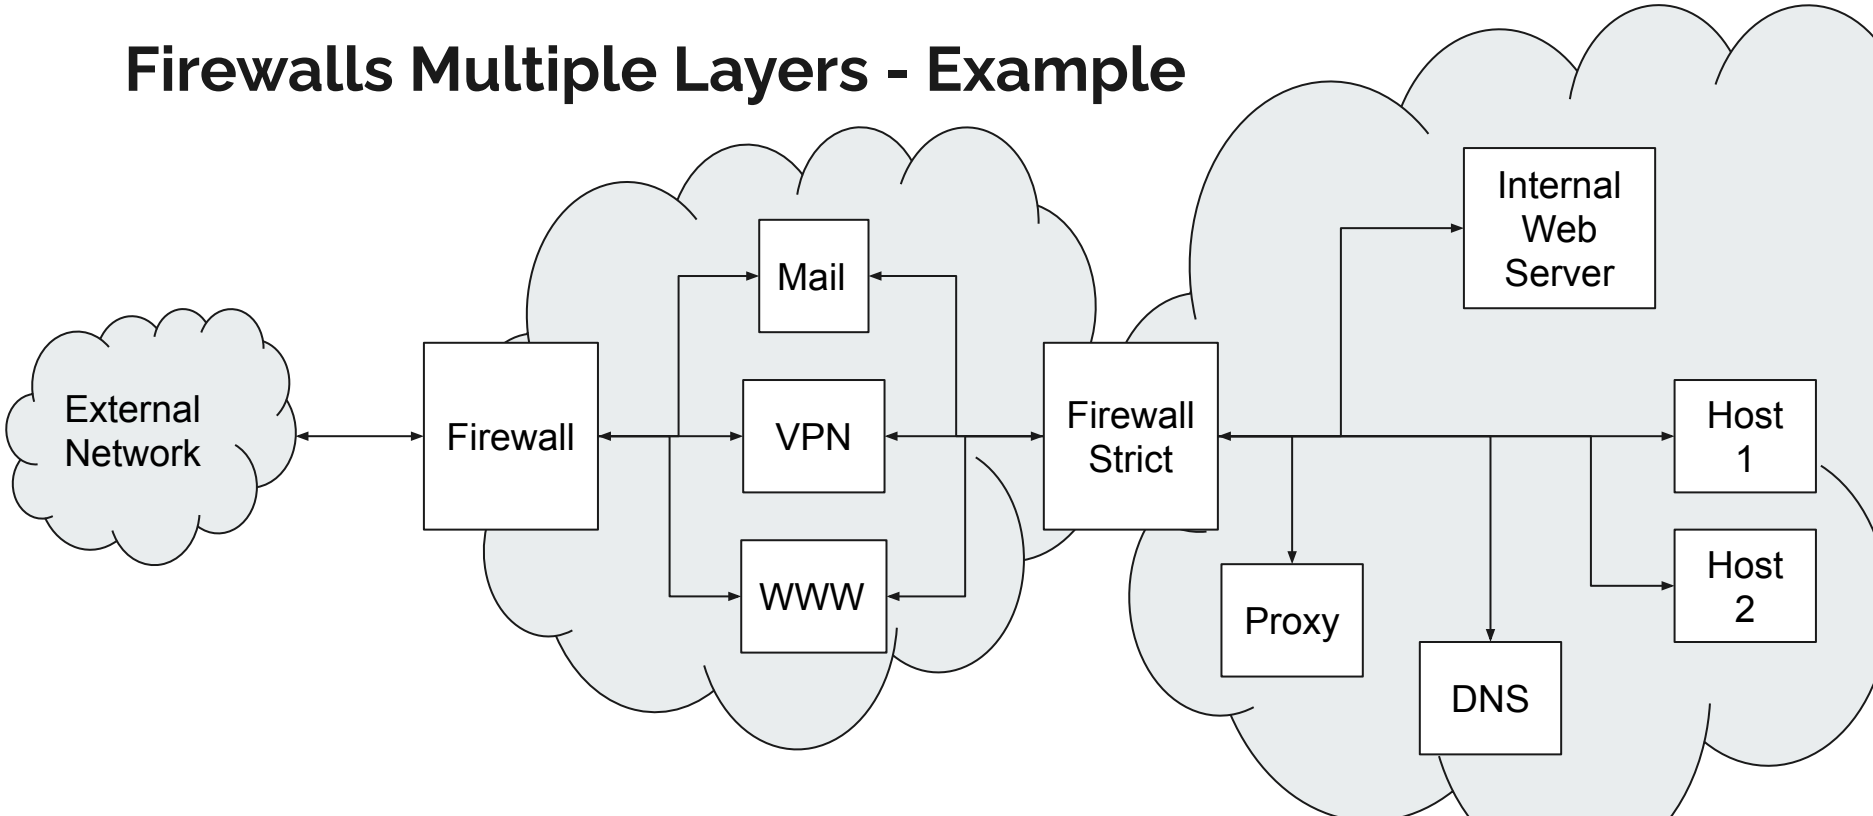 Firewalls Multiple Layers - Example
External
Network
Firewall
Mail
VPN
WWW
Firewall
Strict
Internal
Web
Server
Proxy
DNS
Host
1
Host
2